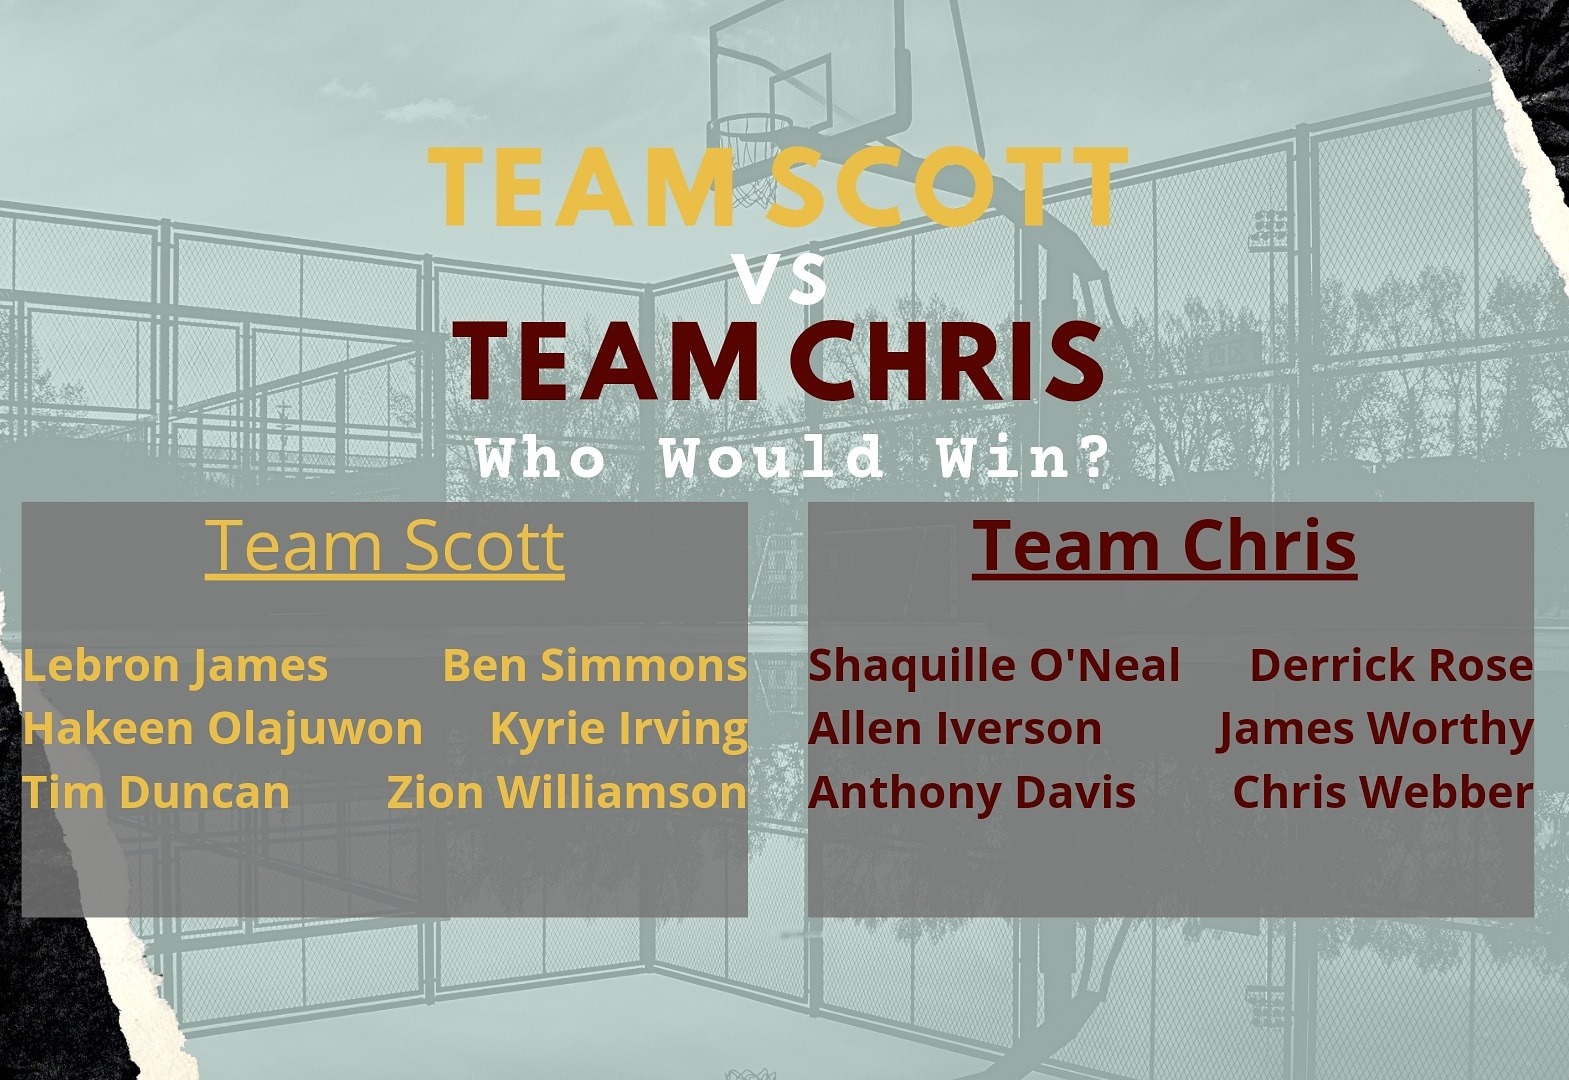 TEAM SCOTT
VS
TEAM CHRIS
Who Would Win?
Team Scott
Lebron James Ben Simmons
Hakeen Olajuwon Kyrie Irving
Tim Duncan Zion Williamson
Team Chris
Shaquille O'Neal Derrick Rose
Allen Iverson James Worthy
Anthony Davis Chris Webber